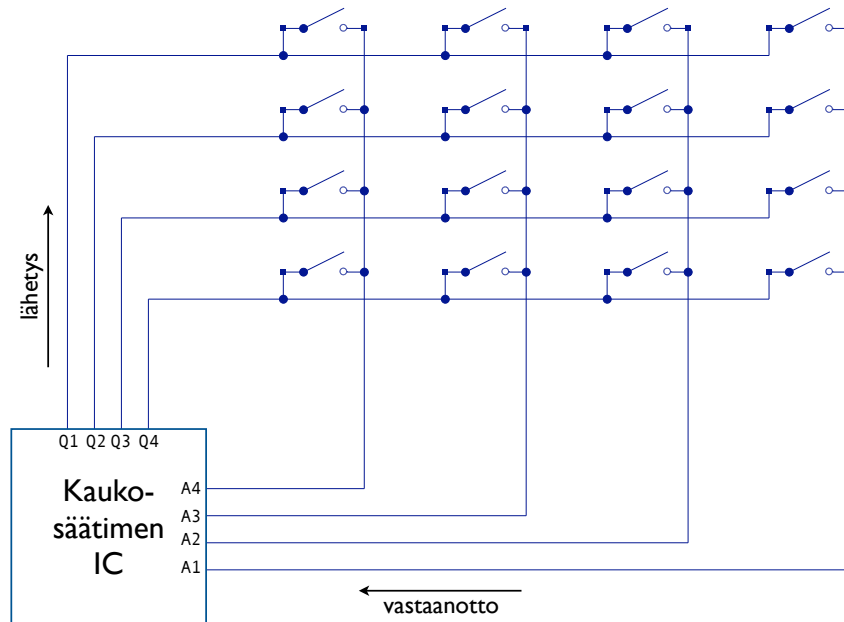 lähetys
Q1 Q2 Q3 Q4
Kauko-
säätimen
IC
A4
A3
A2
A1
vastaanotto